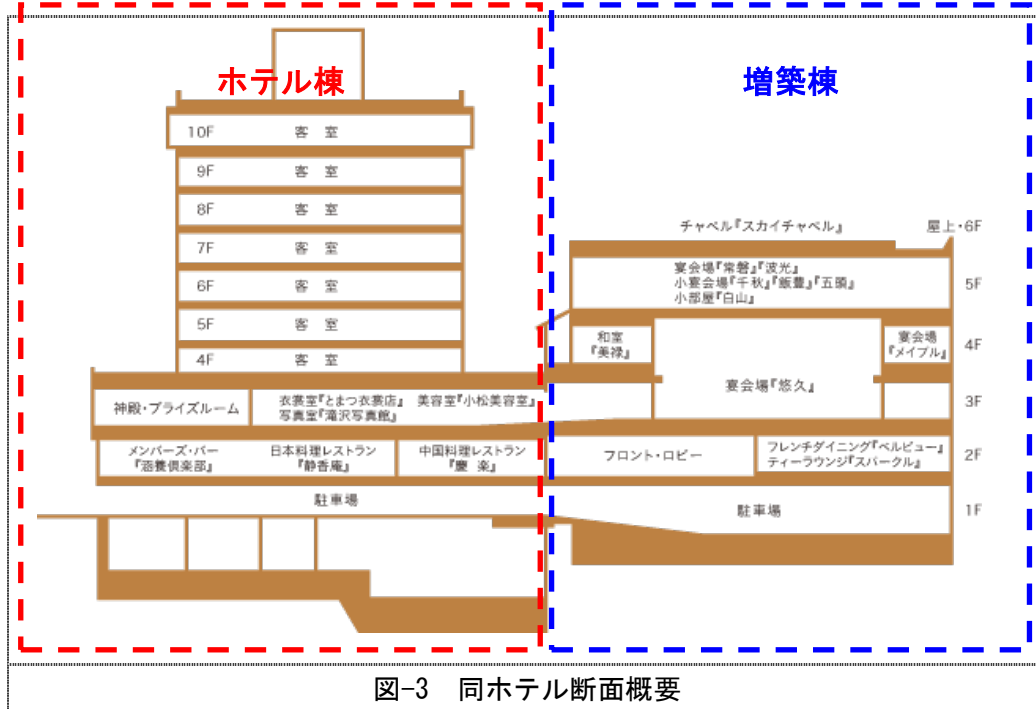 ホテル棟
増築棟
10F 客 室
9F 客 室
8F 客 室
7F 客 室
6F 客 室
5F 客 室
4F 客 室
神殿・ブライズルーム
衣裳室『とまつ衣裳店』 美容室『小松美容室』
写真室『滝沢写真館』
メンバーズ・バー
『涵養倶楽部』
日本料理レストラン
『静香庵』
中国料理レストラン
『慶 楽』
駐車場
チャペル『スカイチャペル』
屋上・6F
宴会場『常磐』『波光』
小宴会場『千秋』『飯豊』『五頭』
小部屋『白山』
5F
和室
『美禄』
宴会場
『メイプル』
4F
宴会場『悠久』
3F
フロント・ロビー
フレンチダイニング『ベルビュー』
ティーラウンジ『スパークル』
2F
駐車場
1F
図-3 同ホテル断面概要